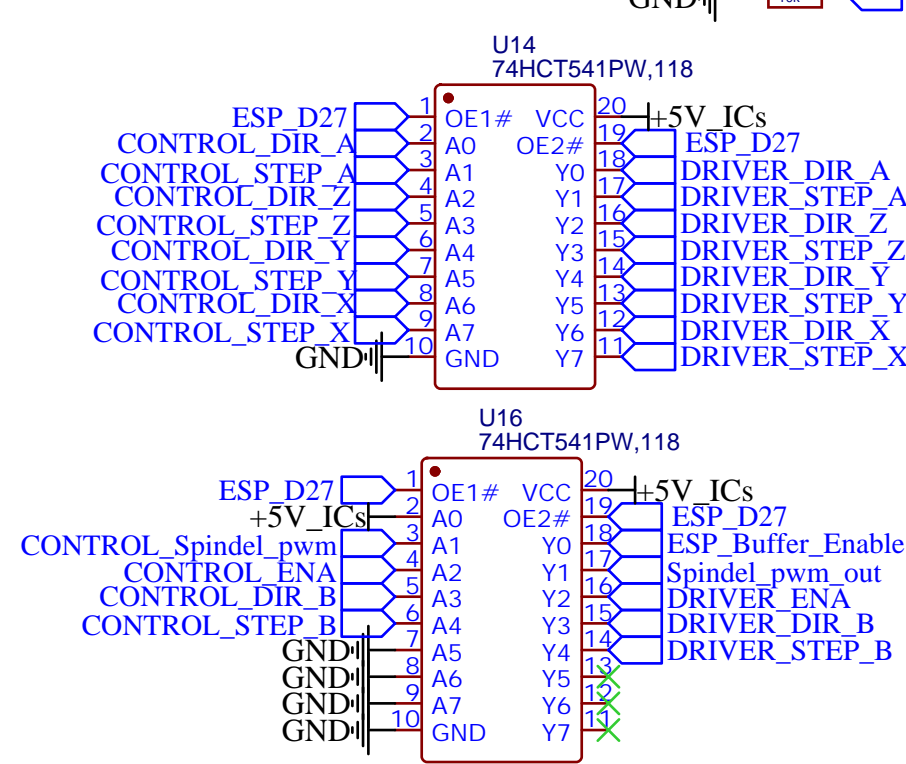 GND
10k
U14
74HCT541PW,118
ESP_D27 1 OE1# VCC 20 +5V_ICs
CONTROL_DIR_A 2 A0 OE2# 19 ESP_D27
CONTROL_STEP_A 3 A1 Y0 18 DRIVER_DIR_A
CONTROL_DIR_Z 4 A2 Y1 17 DRIVER_STEP_A
CONTROL_STEP_Z 5 A3 Y2 16 DRIVER_DIR_Z
CONTROL_DIR_Y 6 A4 Y3 15 DRIVER_STEP_Z
CONTROL_STEP_Y 7 A5 Y4 14 DRIVER_DIR_Y
CONTROL_DIR_X 8 A6 Y5 13 DRIVER_STEP_Y
CONTROL_STEP_X 9 A7 Y6 12 DRIVER_DIR_X
GND 10 GND Y7 11 DRIVER_STEP_X
U16
74HCT541PW,118
ESP_D27 1 OE1# VCC 20 +5V_ICs
+5V_ICs 2 A0 OE2# 19 ESP_D27
CONTROL_Spindel_pwm 3 A1 Y0 18 ESP_Buffer_Enable
CONTROL_ENA 4 A2 Y1 17 Spindel_pwm_out
CONTROL_DIR_B 5 A3 Y2 16 DRIVER_ENA
CONTROL_STEP_B 6 A4 Y3 15 DRIVER_DIR_B
GND 7 A5 Y4 14 DRIVER_STEP_B
GND 8 A6 Y5 13
GND 9 A7 Y6 12
GND 10 GND Y7 11